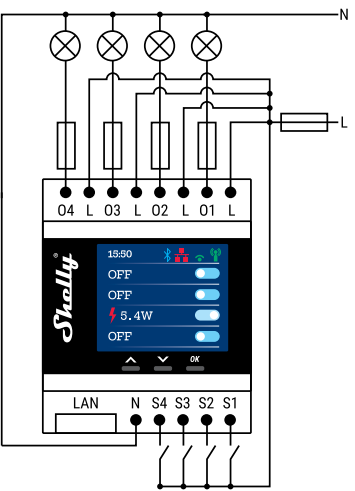 N
L
O4 L O3 L O2 L O1 L
Shelly®
15:50
OFF
OFF
5.4W
OFF
OK
LAN N S4 S3 S2 S1